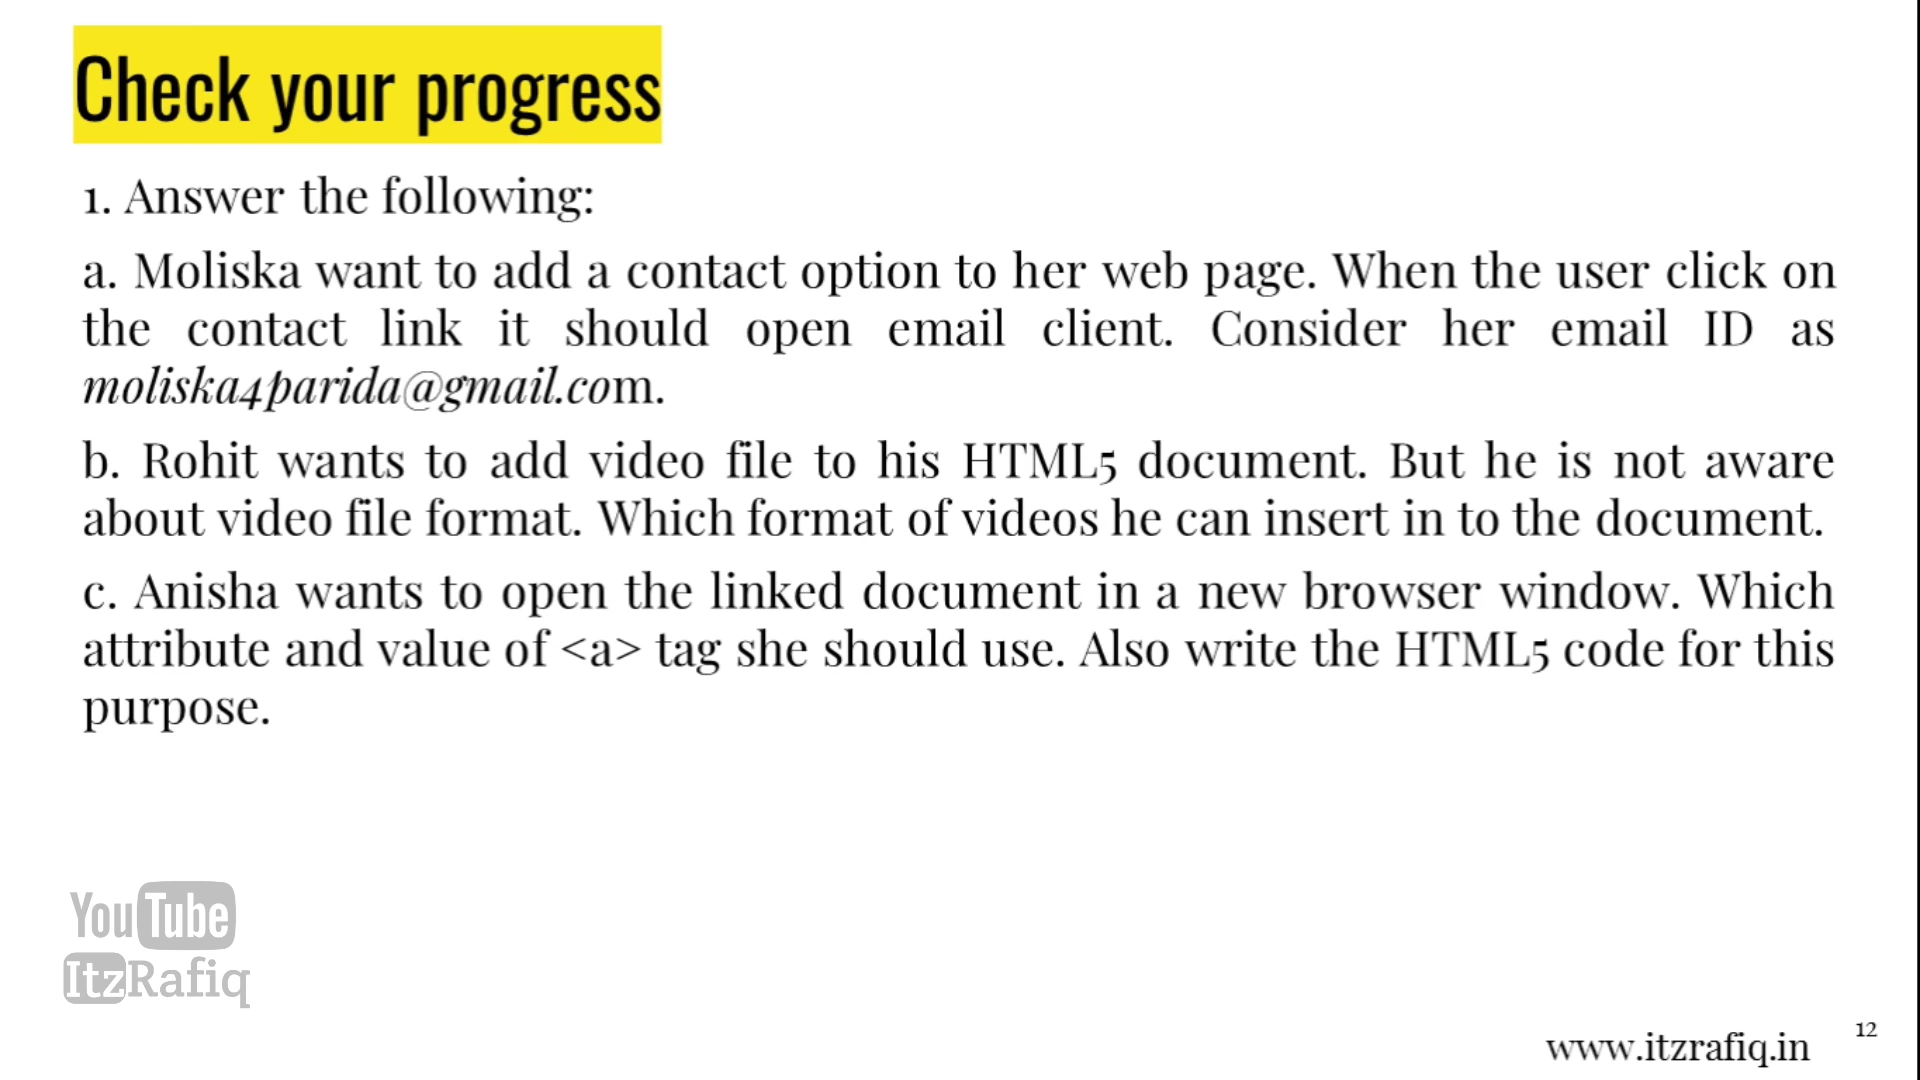 Check your progress
1. Answer the following:
a. Moliska want to add a contact option to her web page. When the user click on
the contact link it should open email client. Consider her email ID as
moliska4parida@gmail.com.
b. Rohit wants to add video file to his HTML5 document. But he is not aware
about video file format. Which format of videos he can insert in to the document.
c. Anisha wants to open the linked document in a new browser window. Which
attribute and value of <a> tag she should use. Also write the HTML5 code for this
purpose.
YouTube
ItzRafiq
www.itzrafiq.in
12